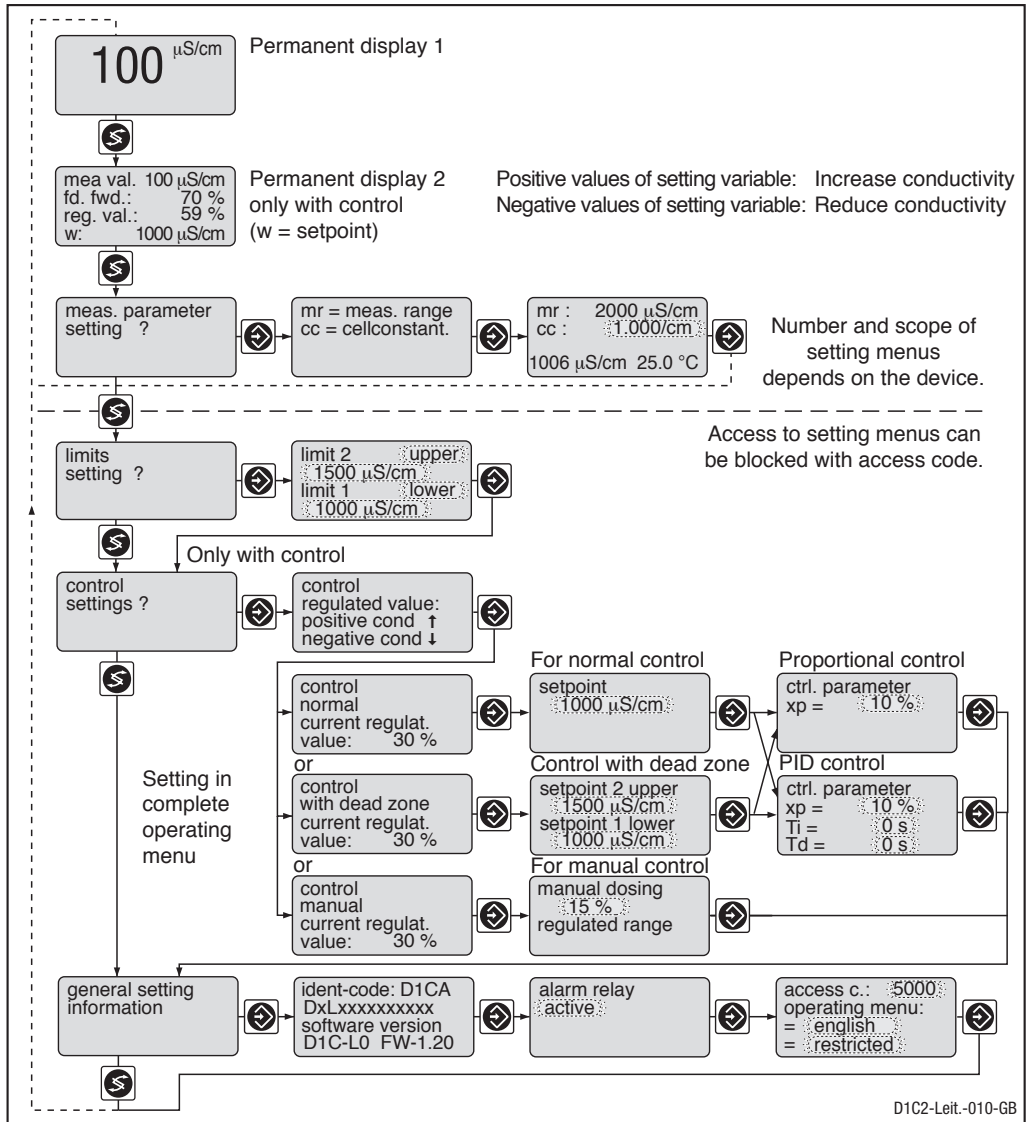 100 µS/cm
Permanent display 1
mea val. 100 µS/cm
fd. fwd.: 70 %
reg. val.: 59 %
w: 1000 µS/cm
Permanent display 2
only with control
(w = setpoint)
Positive values of setting variable: Increase conductivity
Negative values of setting variable: Reduce conductivity
meas. parameter
setting ?
mr = meas. range
cc = cellconstant.
mr : 2000 µS/cm
cc : 1.000/cm
1006 µS/cm 25.0 °C
Number and scope of
setting menus
depends on the device.
Access to setting menus can
be blocked with access code.
limits
setting ?
limit 2 upper
1500 µS/cm
limit 1 lower
1000 µS/cm
Only with control
control
settings ?
control
regulated value:
positive cond ↑
negative cond ↓
For normal control
Proportional control
control
normal
current regulat.
value: 30 %
setpoint
1000 µS/cm
ctrl. parameter
xp = 10 %
or
Control with dead zone
PID control
Setting in
complete
operating
menu
control
with dead zone
current regulat.
value: 30 %
setpoint 2 upper
1500 µS/cm
setpoint 1 lower
1000 µS/cm
ctrl. parameter
xp = 10 %
Ti = 0 s
Td = 0 s
or
For manual control
control
manual
current regulat.
value: 30 %
manual dosing
15 %
regulated range
general setting
information
ident-code: D1CA
DxLxxxxxxxxxx
software version
D1C-L0 FW-1.20
alarm relay
active
access c.: 5000
operating menu:
= english
= restricted
D1C2-Leit.-010-GB